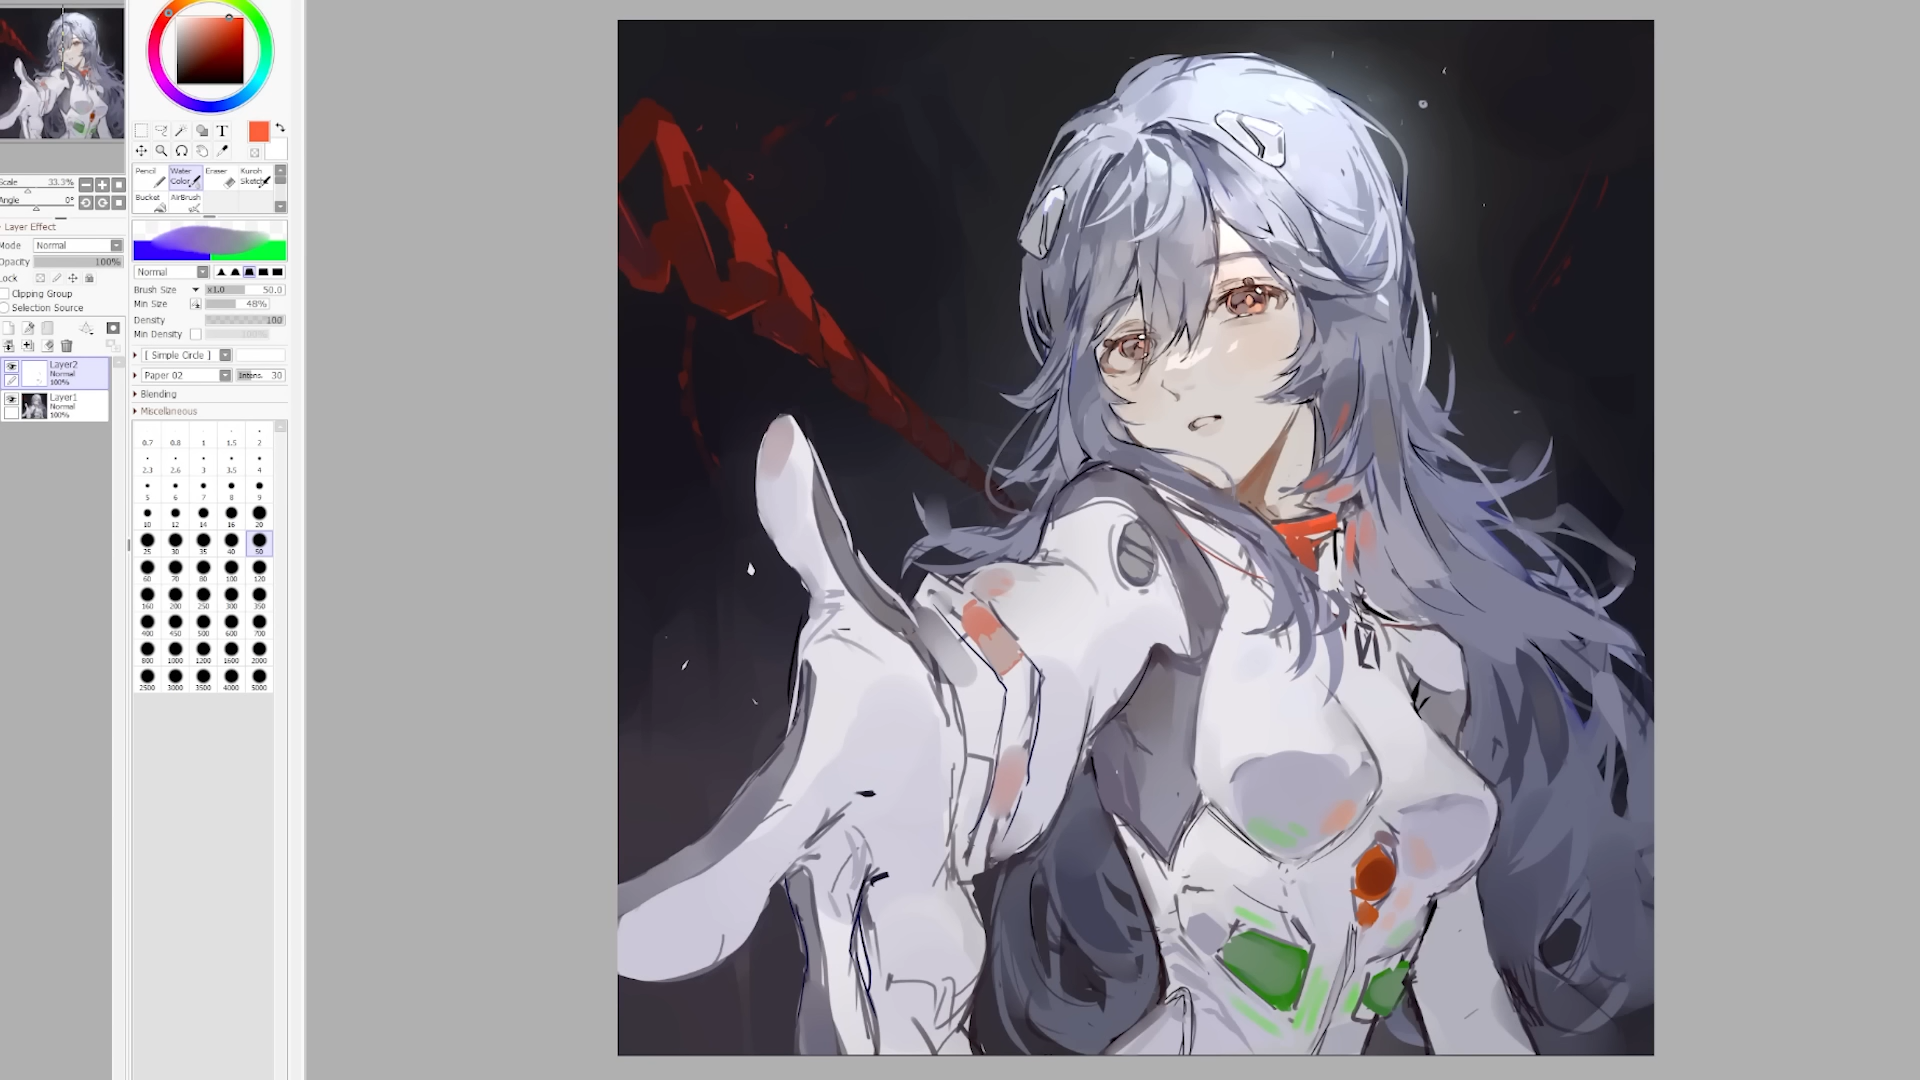 T
Scale 33.3%
Angle 0°
Pencil Water Color Eraser Kuroh Sketch
Bucket AirBrush
Layer Effect
Mode Normal
Opacity 100%
Lock
Clipping Group
Selection Source
Normal
Brush Size x1.0 50.0
Min Size 48%
Density 100
Min Density 100%
[ Simple Circle ]
Paper 02 Intens. 30
Blending
Miscellaneous
Layer2
Normal
100%
Layer1
Normal
100%
0.7 0.8 1 1.5 2
2.3 2.6 3 3.5 4
5 6 7 8 9
10 12 14 16 20
25 30 35 40 50
60 70 80 100 120
160 200 250 300 350
400 450 500 600 700
800 1000 1200 1600 2000
2500 3000 3500 4000 5000